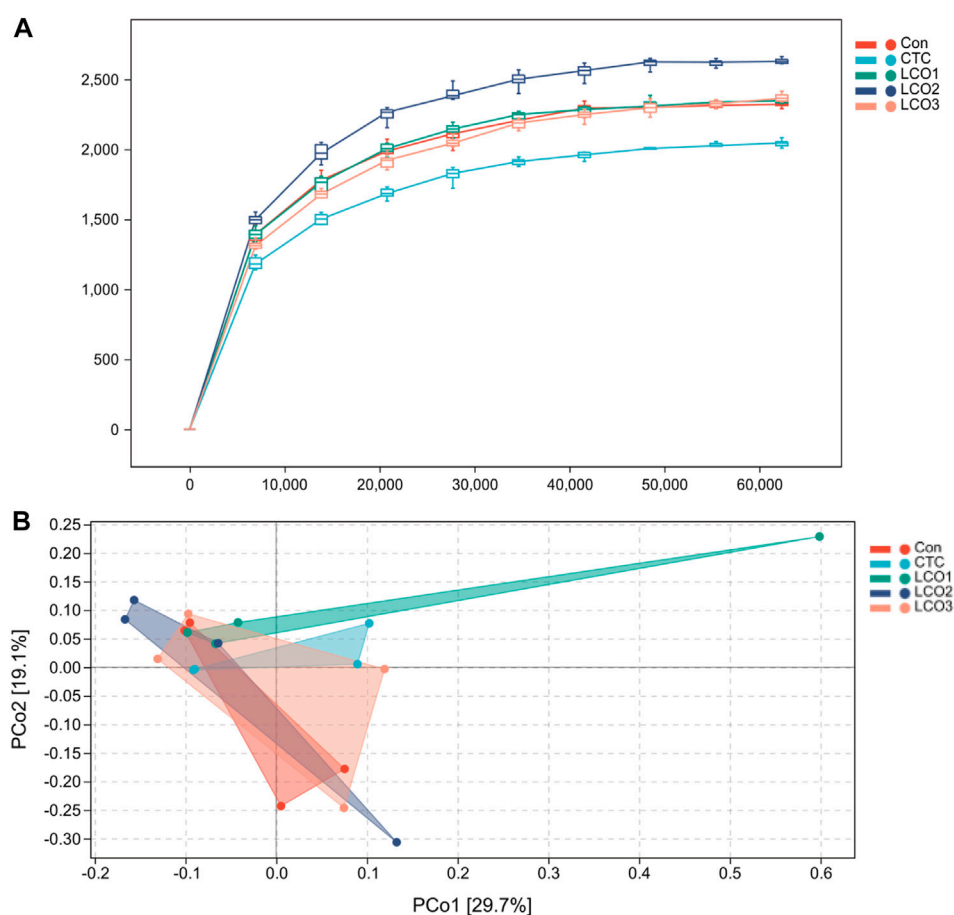 A
2,500
2,000
1,500
1,000
500
0
0 10,000 20,000 30,000 40,000 50,000 60,000
Con
CTC
LCO1
LCO2
LCO3
B
0.25
0.20
0.15
0.10
0.05
0.00
-0.05
-0.10
-0.15
-0.20
-0.25
-0.30
PCo2 [19.1%]
-0.2 -0.1 0.0 0.1 0.2 0.3 0.4 0.5 0.6
PCo1 [29.7%]
Con
CTC
LCO1
LCO2
LCO3